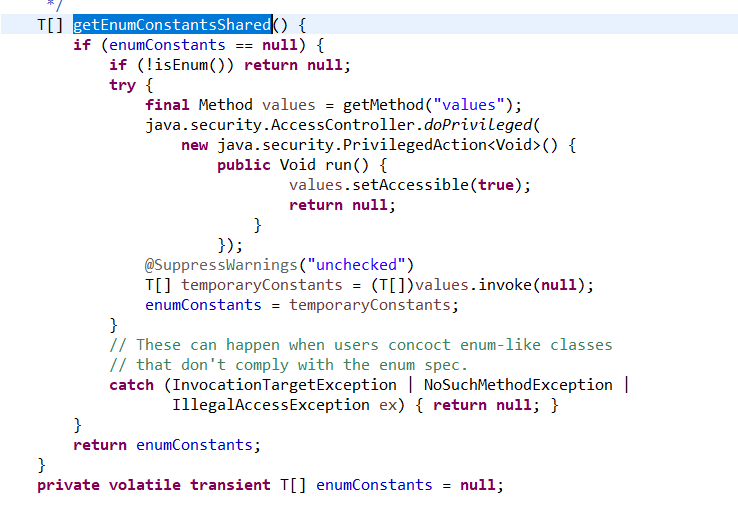 */
T[] getEnumConstantsShared() {
if (enumConstants == null) {
if (!isEnum()) return null;
try {
final Method values = getMethod("values");
java.security.AccessController.doPrivileged(
new java.security.PrivilegedAction<Void>() {
public Void run() {
values.setAccessible(true);
return null;
}
});
@SuppressWarnings("unchecked")
T[] temporaryConstants = (T[])values.invoke(null);
enumConstants = temporaryConstants;
}
// These can happen when users concoct enum-like classes
// that don't comply with the enum spec.
catch (InvocationTargetException | NoSuchMethodException |
IllegalAccessException ex) { return null; }
}
return enumConstants;
}
private volatile transient T[] enumConstants = null;